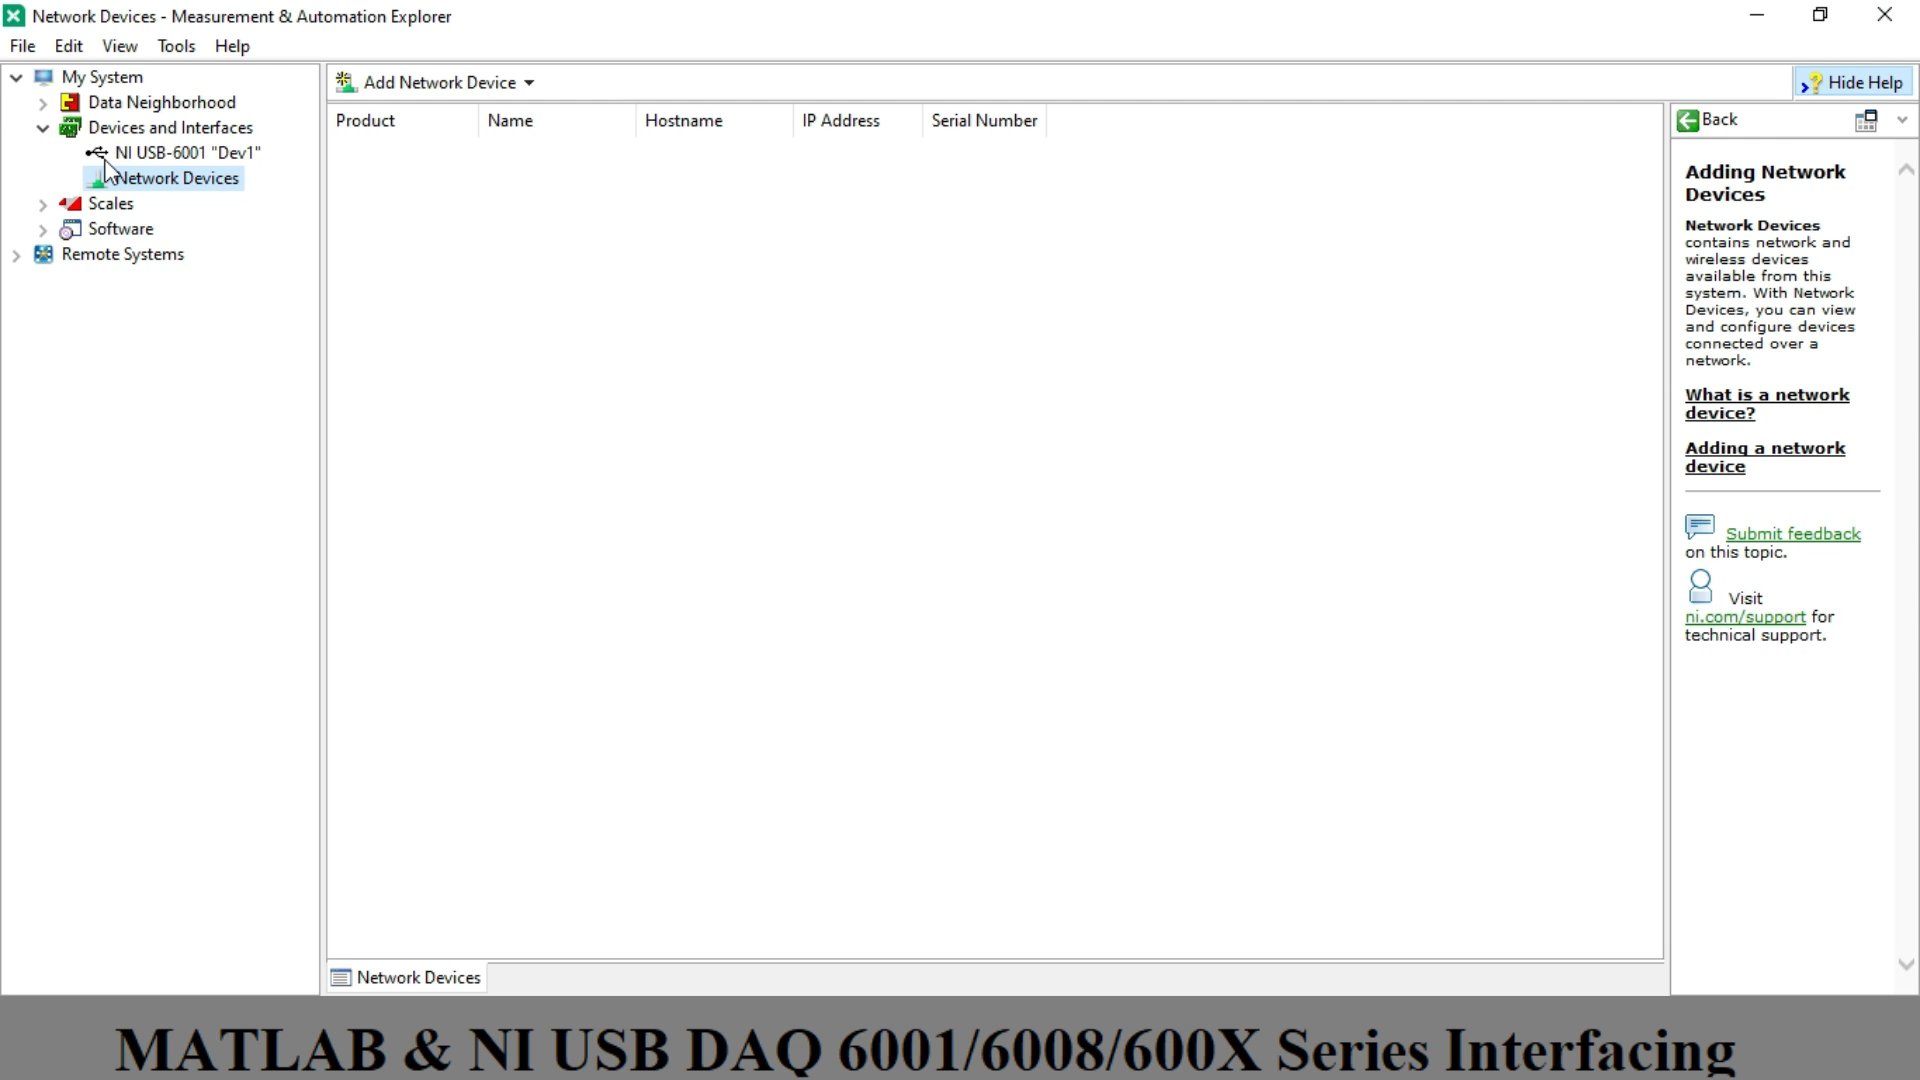 Network Devices - Measurement & Automation Explorer
File Edit View Tools Help
My System
Data Neighborhood
Devices and Interfaces
NI USB-6001 "Dev1"
Network Devices
Scales
Software
Remote Systems
Add Network Device
Hide Help
Product Name Hostname IP Address Serial Number
Back
Adding Network
Devices
Network Devices
contains network and
wireless devices
available from this
system. With Network
Devices, you can view
and configure devices
connected over a
network.
What is a network
device?
Adding a network
device
Submit feedback
on this topic.
Visit
ni.com/support for
technical support.
Network Devices
MATLAB & NI USB DAQ 6001/6008/600X Series Interfacing